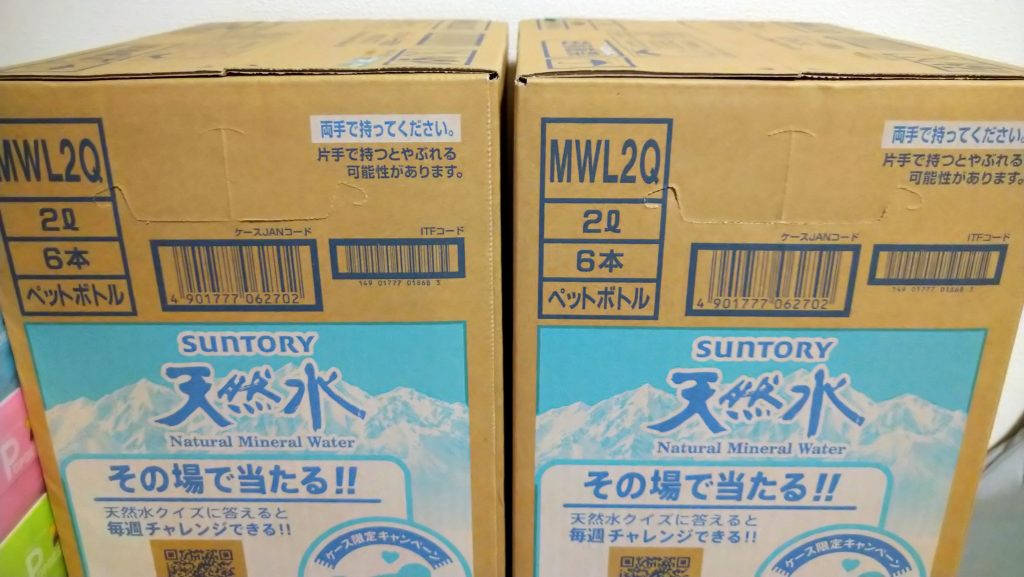 MWL2Q
2ℓ
6本
ペットボトル
両手で持ってください。
片手で持つとやぶれる
可能性があります。
ケースJANコード
4 901777 062702
ITFコード
149 01777 01868 3
SUNTORY
天然水
Natural Mineral Water
その場で当たる!!
天然水クイズに答えると
毎週チャレンジできる!!
ケース限定キャンペーン
MWL2Q
2ℓ
6本
ペットボトル
両手で持ってください。
片手で持つとやぶれる
可能性があります。
ケースJANコード
4 901777 062702
ITFコード
149 01777 01868 3
SUNTORY
天然水
Natural Mineral Water
その場で当たる!!
天然水クイズに答えると
毎週チャレンジできる!!
ケース限定キャンペーン
P
P